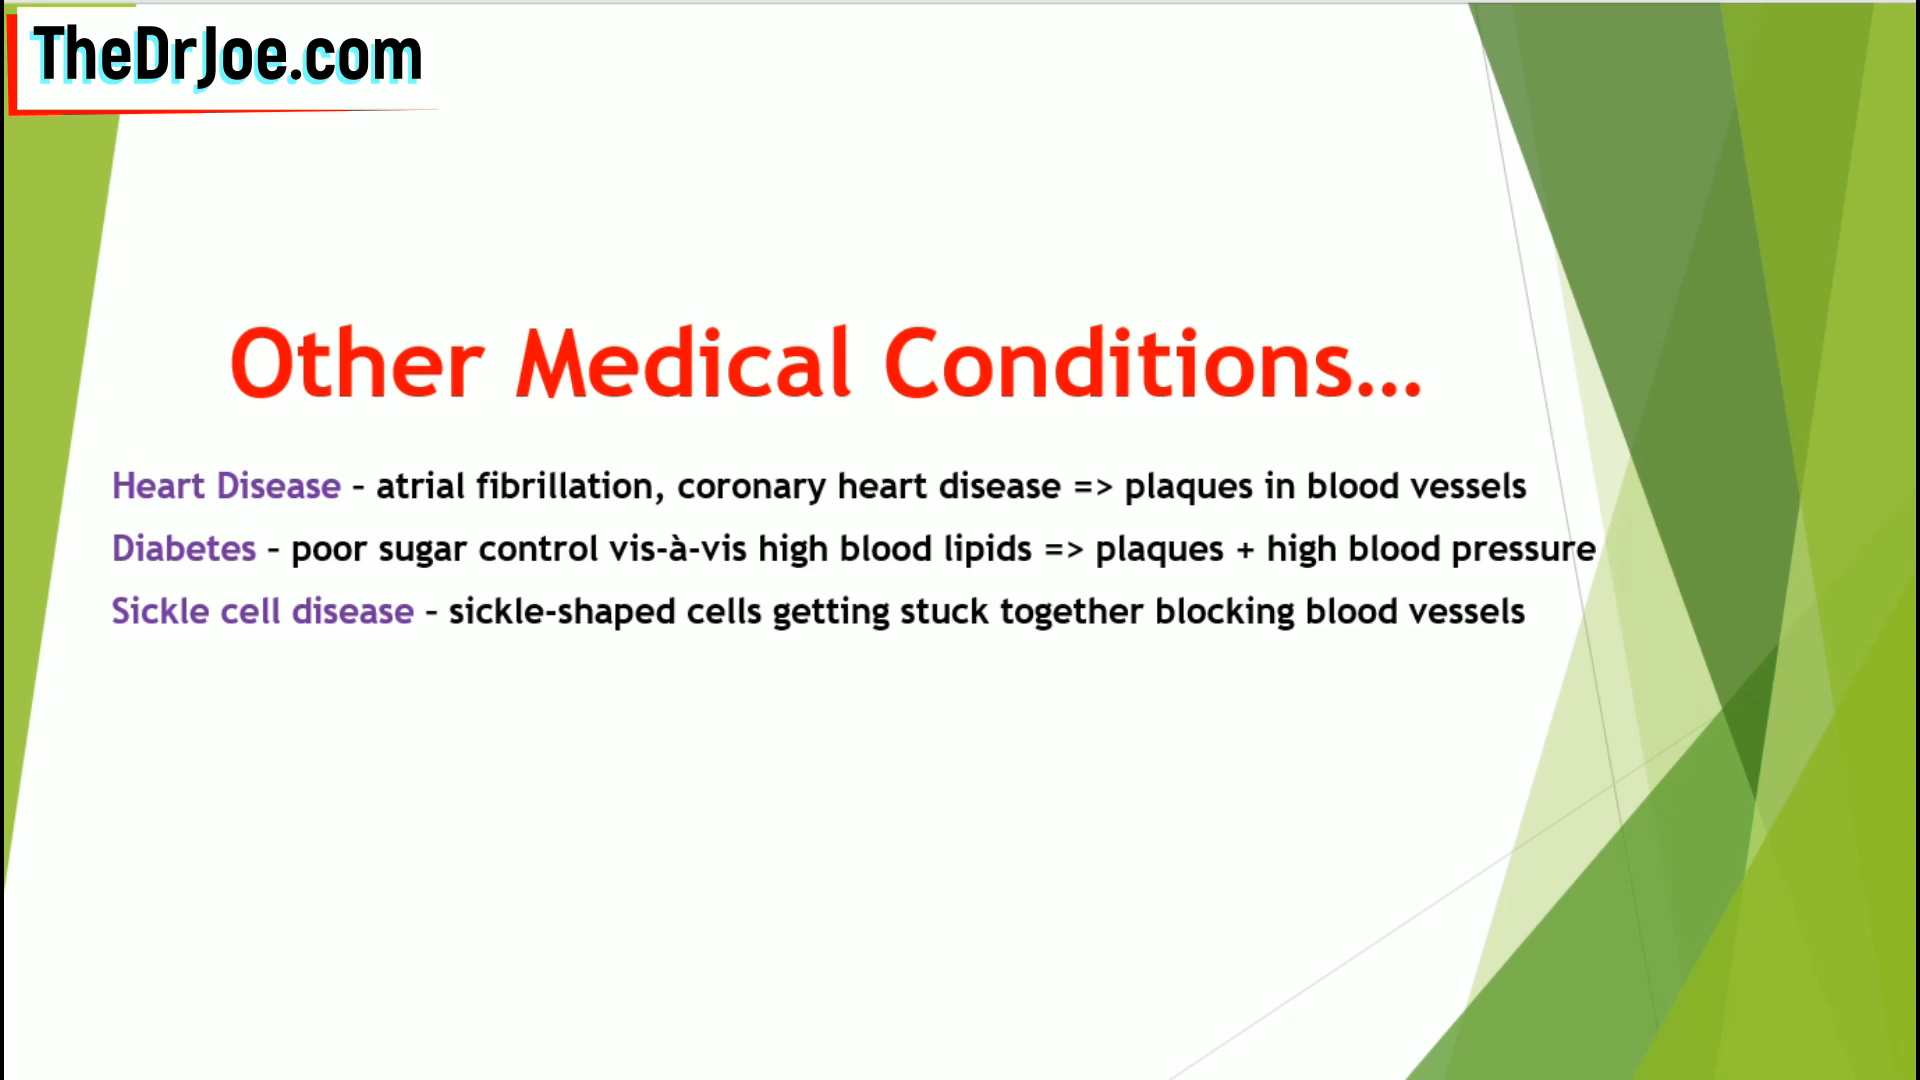 TheDrJoe.com
Other Medical Conditions...
Heart Disease – atrial fibrillation, coronary heart disease => plaques in blood vessels
Diabetes – poor sugar control vis-à-vis high blood lipids => plaques + high blood pressure
Sickle cell disease – sickle-shaped cells getting stuck together blocking blood vessels